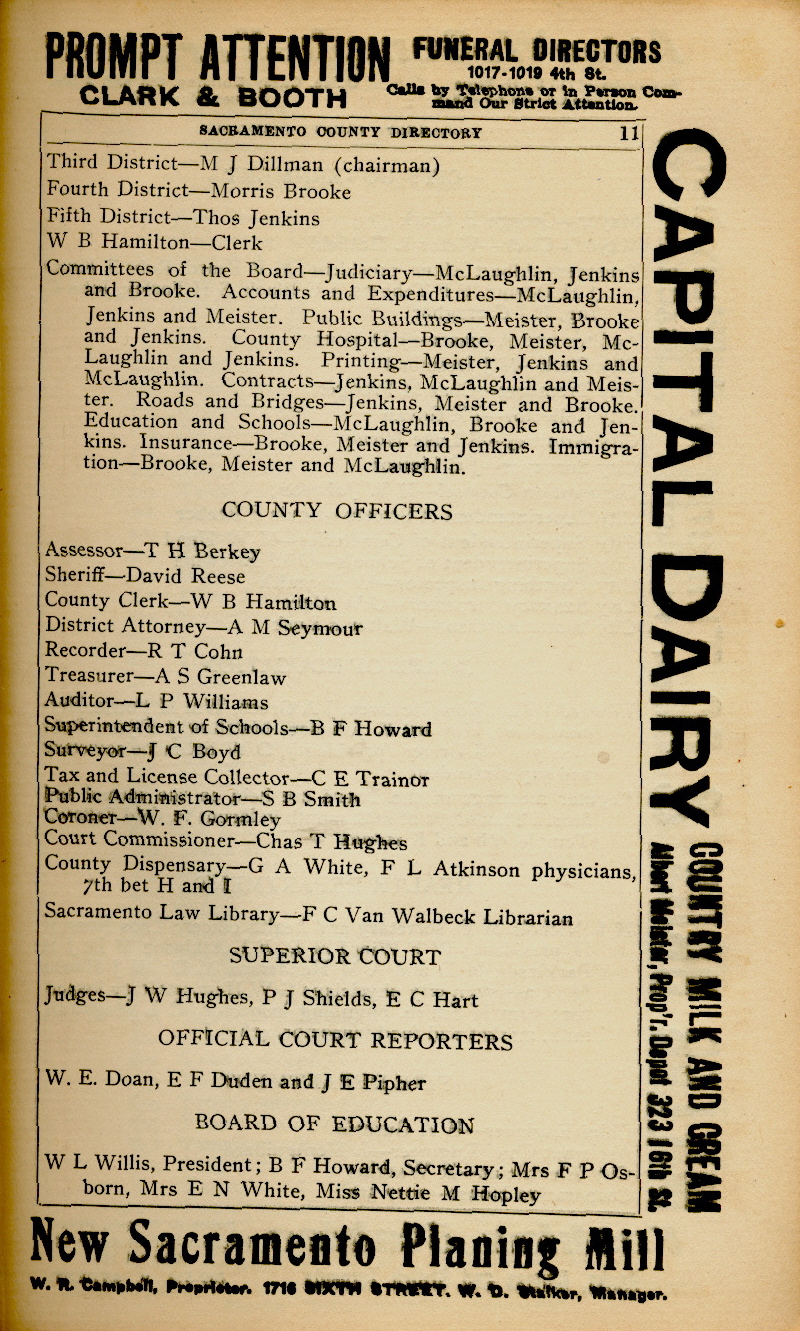 PROMPT ATTENTION
FUNERAL DIRECTORS
1017-1019 4th St.
CLARK & BOOTH
Calls by Telephone or in Person Com-
mand Our Strict Attention.
SACRAMENTO COUNTY DIRECTORY 11
Third District—M J Dillman (chairman)
Fourth District—Morris Brooke
Fifth District—Thos Jenkins
W B Hamilton—Clerk
Committees of the Board—Judiciary—McLaughlin, Jenkins
and Brooke. Accounts and Expenditures—McLaughlin,
Jenkins and Meister. Public Buildings—Meister, Brooke
and Jenkins. County Hospital—Brooke, Meister, Mc-
Laughlin and Jenkins. Printing—Meister, Jenkins and
McLaughlin. Contracts—Jenkins, McLaughlin and Meis-
ter. Roads and Bridges—Jenkins, Meister and Brooke.
Education and Schools—McLaughlin, Brooke and Jen-
kins. Insurance—Brooke, Meister and Jenkins. Immigra-
tion—Brooke, Meister and McLaughlin.
COUNTY OFFICERS
Assessor—T H Berkey
Sheriff—David Reese
County Clerk—W B Hamilton
District Attorney—A M Seymour
Recorder—R T Cohn
Treasurer—A S Greenlaw
Auditor—L P Williams
Superintendent of Schools—B F Howard
Surveyor—J C Boyd
Tax and License Collector—C E Trainor
Public Administrator—S B Smith
Coroner—W. F. Gormley
Court Commissioner—Chas T Hughes
County Dispensary—G A White, F L Atkinson physicians,
7th bet H and I
Sacramento Law Library—F C Van Walbeck Librarian
SUPERIOR COURT
Judges—J W Hughes, P J Shields, E C Hart
OFFICIAL COURT REPORTERS
W. E. Doan, E F Duden and J E Pipher
BOARD OF EDUCATION
W L Willis, President; B F Howard, Secretary; Mrs F P Os-
born, Mrs E N White, Miss Nettie M Hopley
CAPITAL DAIRY
COUNTRY MILK AND CREAM
Albert Meister, Prop'r. Depot 323 16th St.
New Sacramento Planing Mill
W. R. Campbell, Proprietor. 1716 SIXTH STREET. W. D. Stalker, Manager.